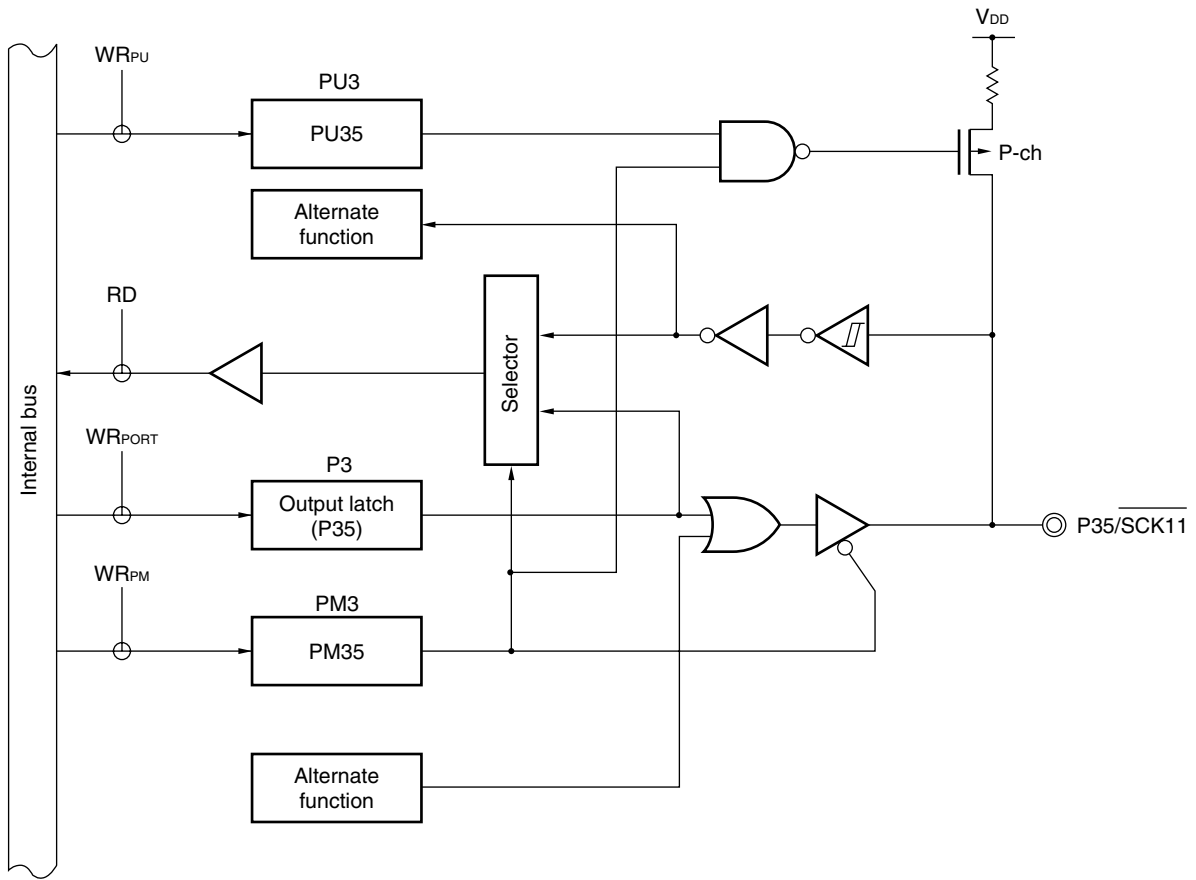 VDD
WRPU
PU3
PU35
P-ch
Alternate
function
RD
Selector
Internal bus
WRPORT
P3
Output latch
(P35)
P35/SCK11
WRPM
PM3
PM35
Alternate
function